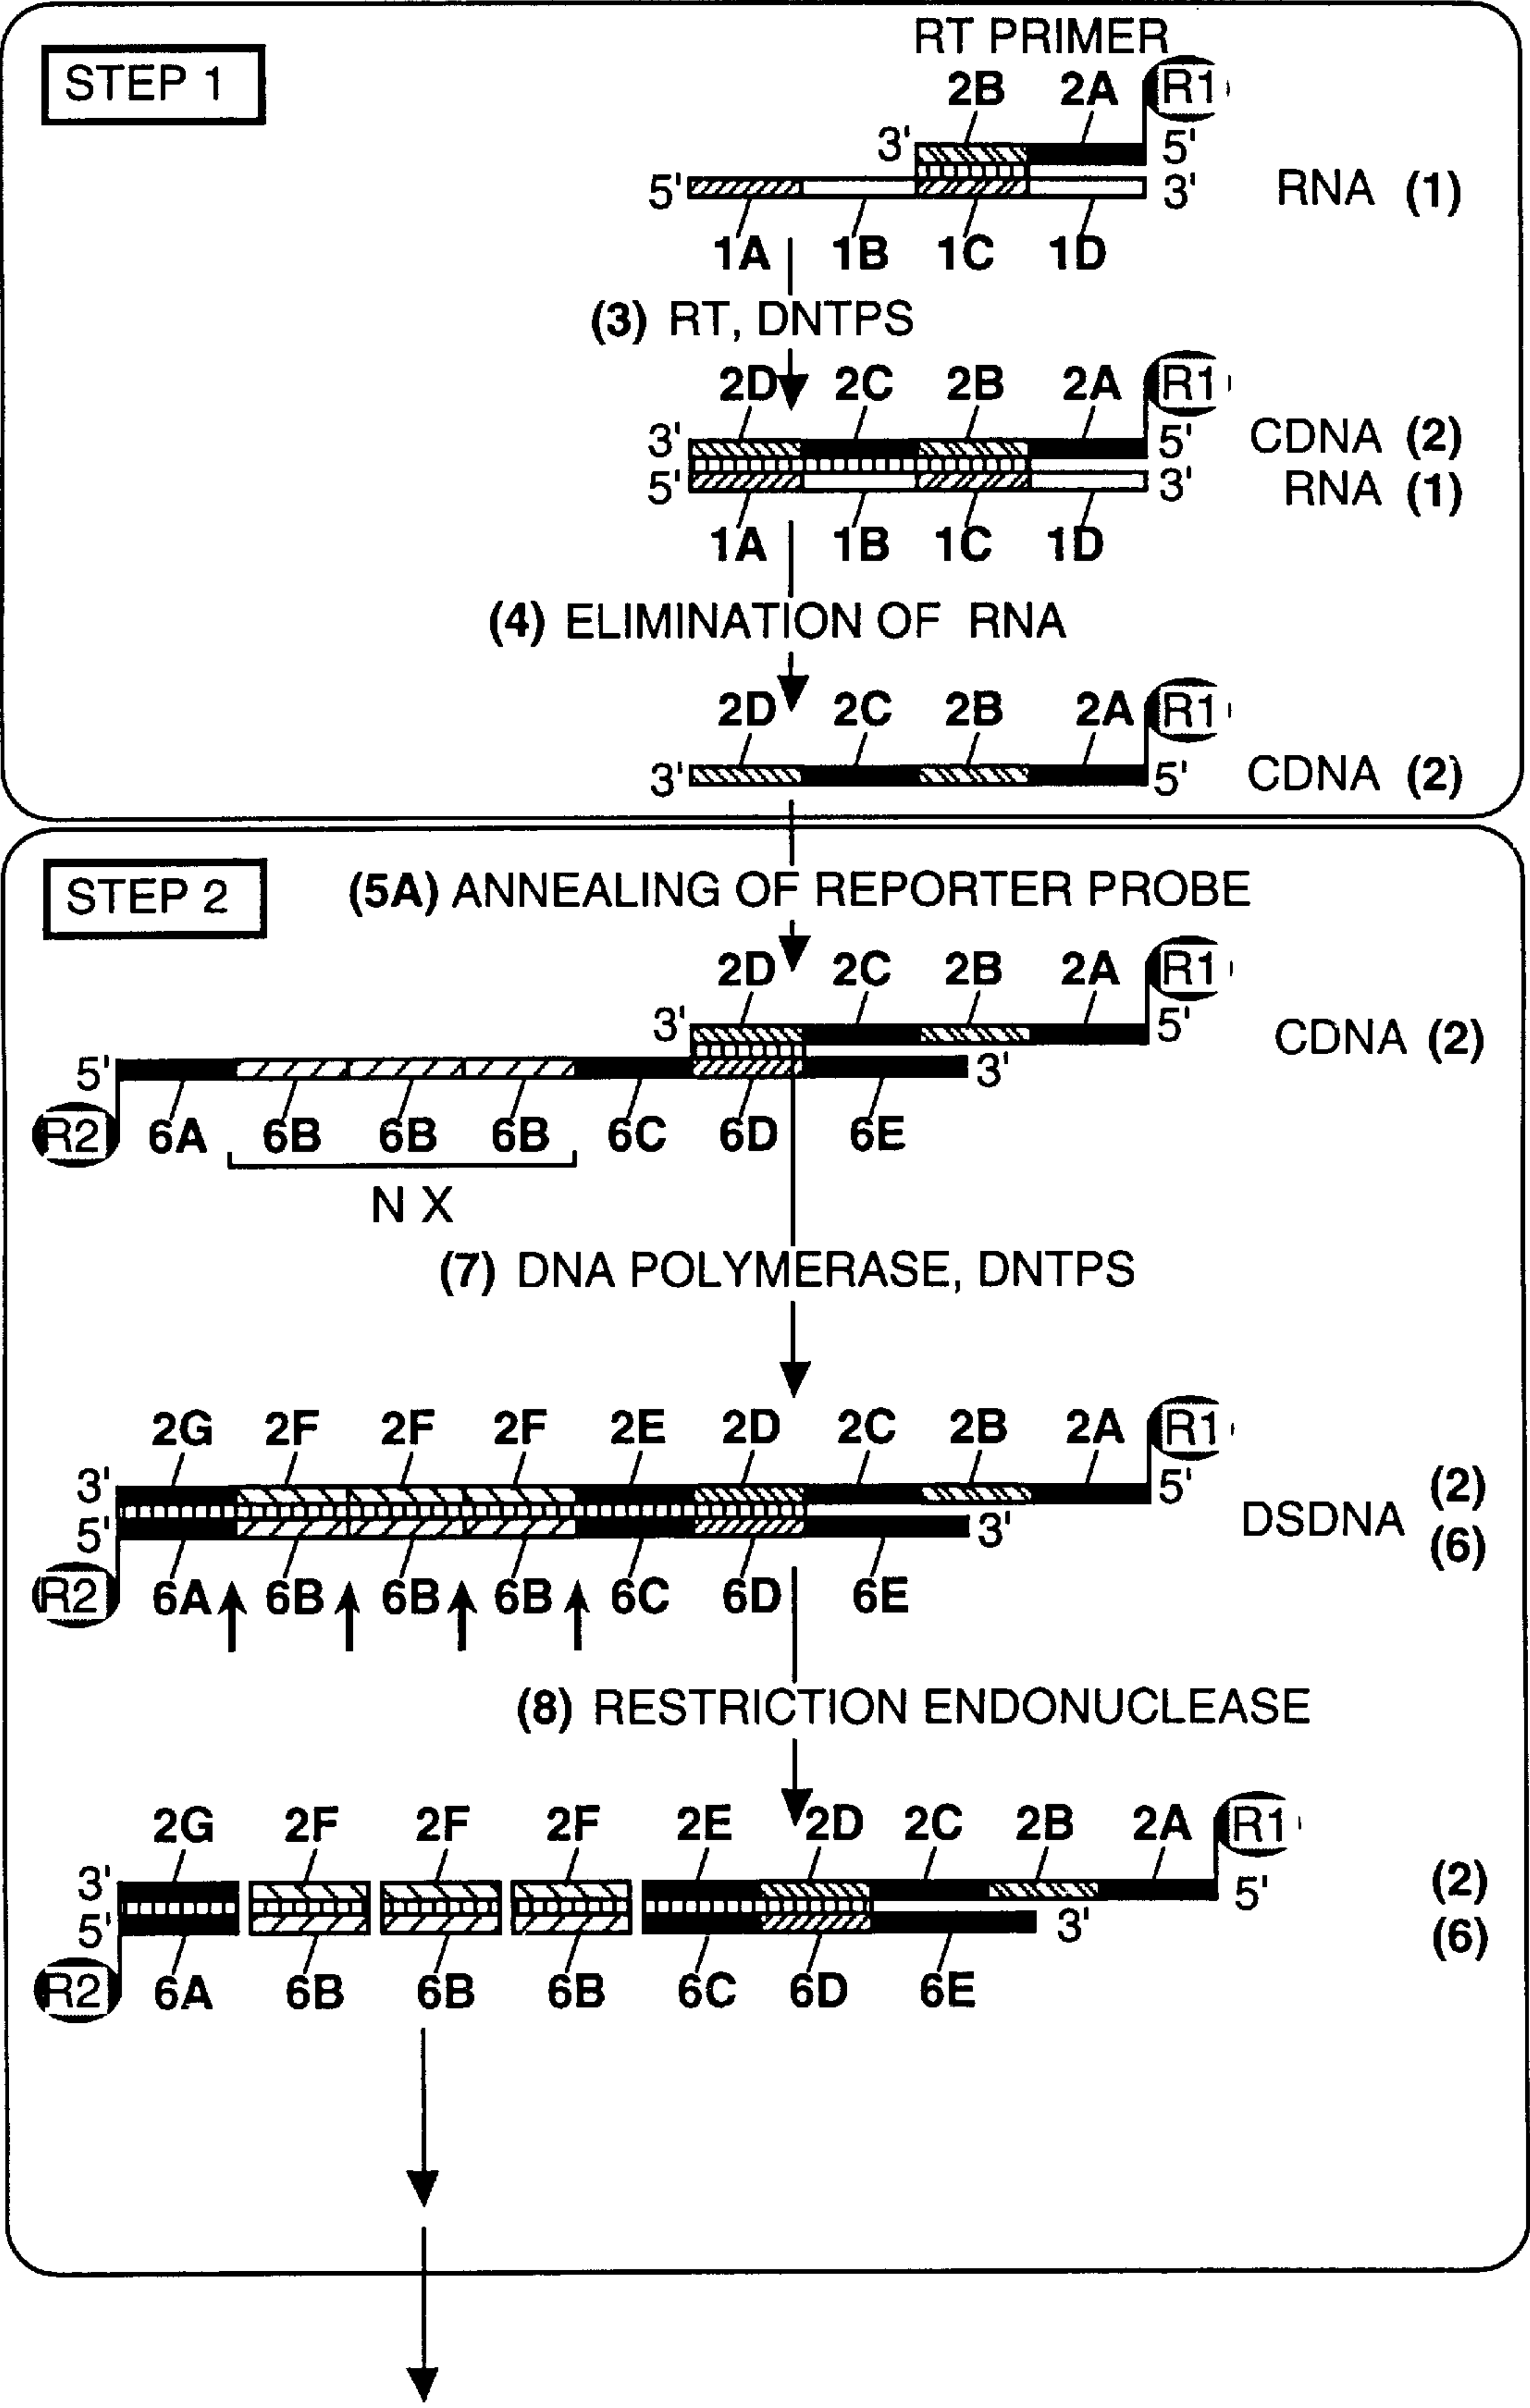 RT PRIMER
STEP 1
2B 2A R1
3' 5'
5' 3' RNA (1)
1A 1B 1C 1D
(3) RT, DNTPS
2D 2C 2B 2A R1
3' 5' CDNA (2)
5' 3' RNA (1)
1A 1B 1C 1D
(4) ELIMINATION OF RNA
2D 2C 2B 2A R1
3' 5' CDNA (2)
STEP 2
(5A) ANNEALING OF REPORTER PROBE
2D 2C 2B 2A R1
3' 5' CDNA (2)
5' 3'
R2 6A 6B 6B 6B 6C 6D 6E
N X
(7) DNA POLYMERASE, DNTPS
2G 2F 2F 2F 2E 2D 2C 2B 2A R1
3' 5' (2)
DSDNA
5' 3' (6)
R2 6A 6B 6B 6B 6C 6D 6E
(8) RESTRICTION ENDONUCLEASE
2G 2F 2F 2F 2E 2D 2C 2B 2A R1
3' 5' (2)
5' 3' (6)
R2 6A 6B 6B 6B 6C 6D 6E